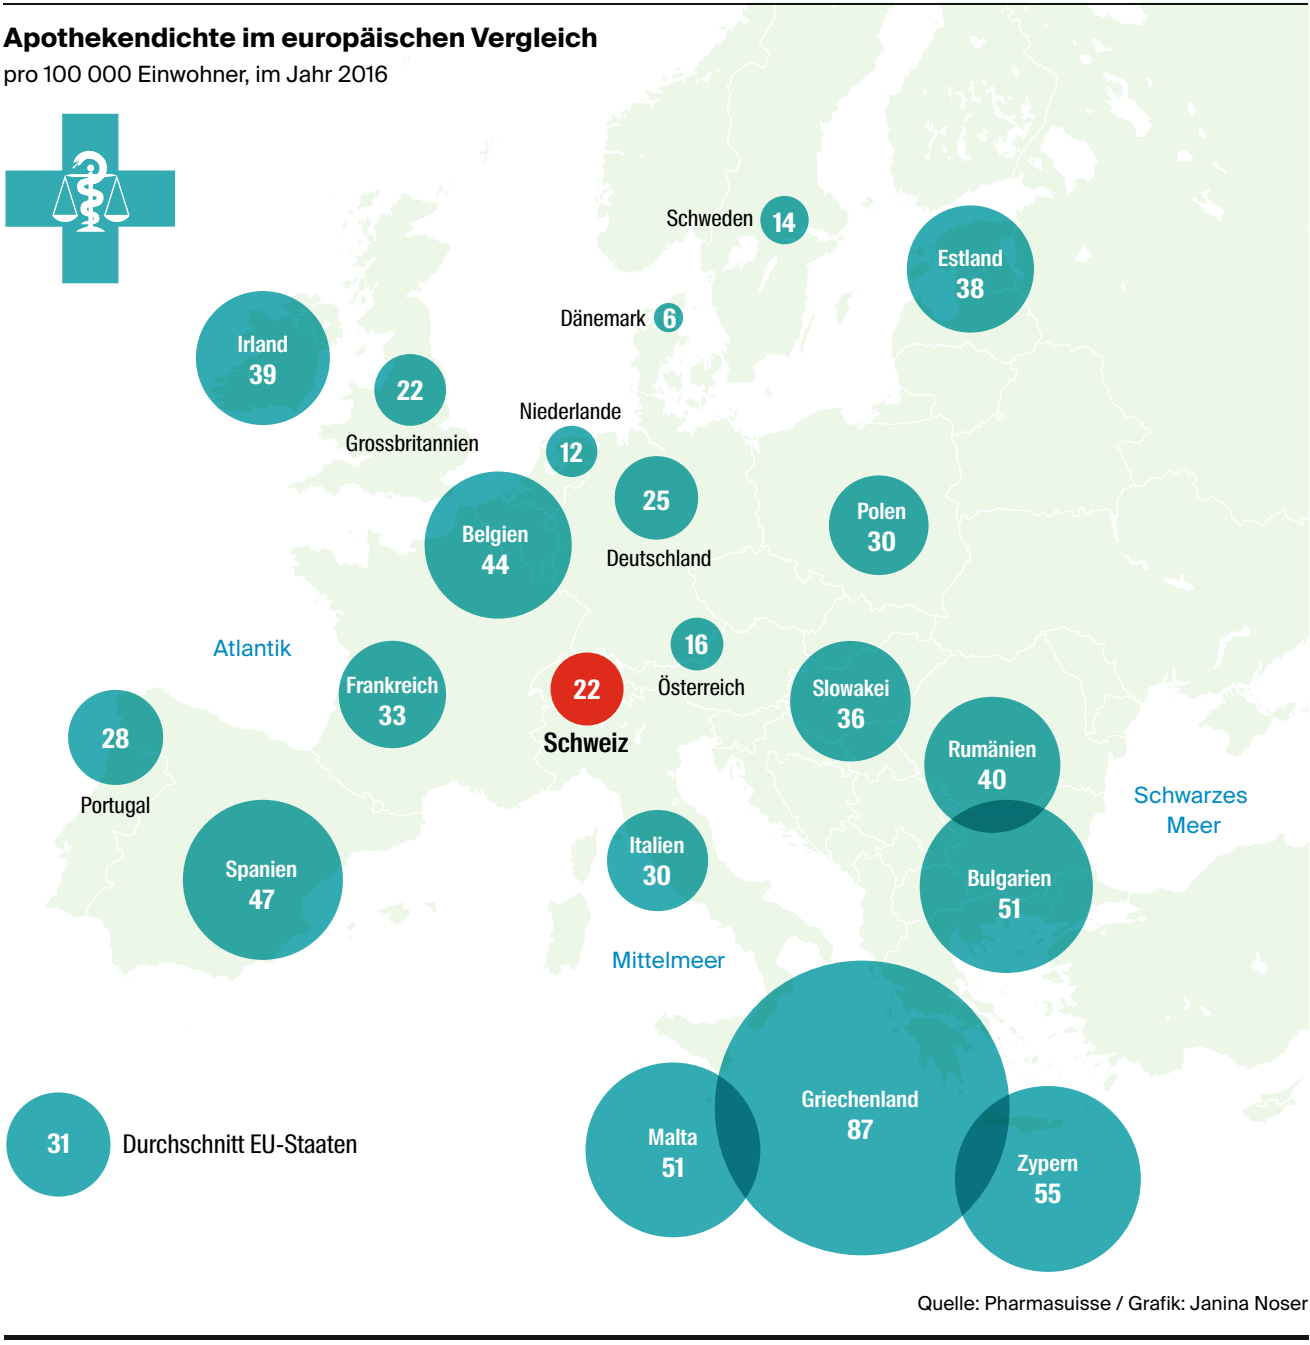 Apothekendichte im europäischen Vergleich
pro 100 000 Einwohner, im Jahr 2016
Schweden 14
Estland
38
Dänemark 6
Irland
39
22
Grossbritannien
Niederlande
12
Belgien
44
25
Deutschland
Polen
30
Atlantik
16
Österreich
Frankreich
33
22
Schweiz
Slowakei
36
28
Portugal
Rumänien
40
Schwarzes
Meer
Spanien
47
Italien
30
Bulgarien
51
Mittelmeer
Griechenland
87
Malta
51
Zypern
55
31 Durchschnitt EU-Staaten
Quelle: Pharmasuisse / Grafik: Janina Noser